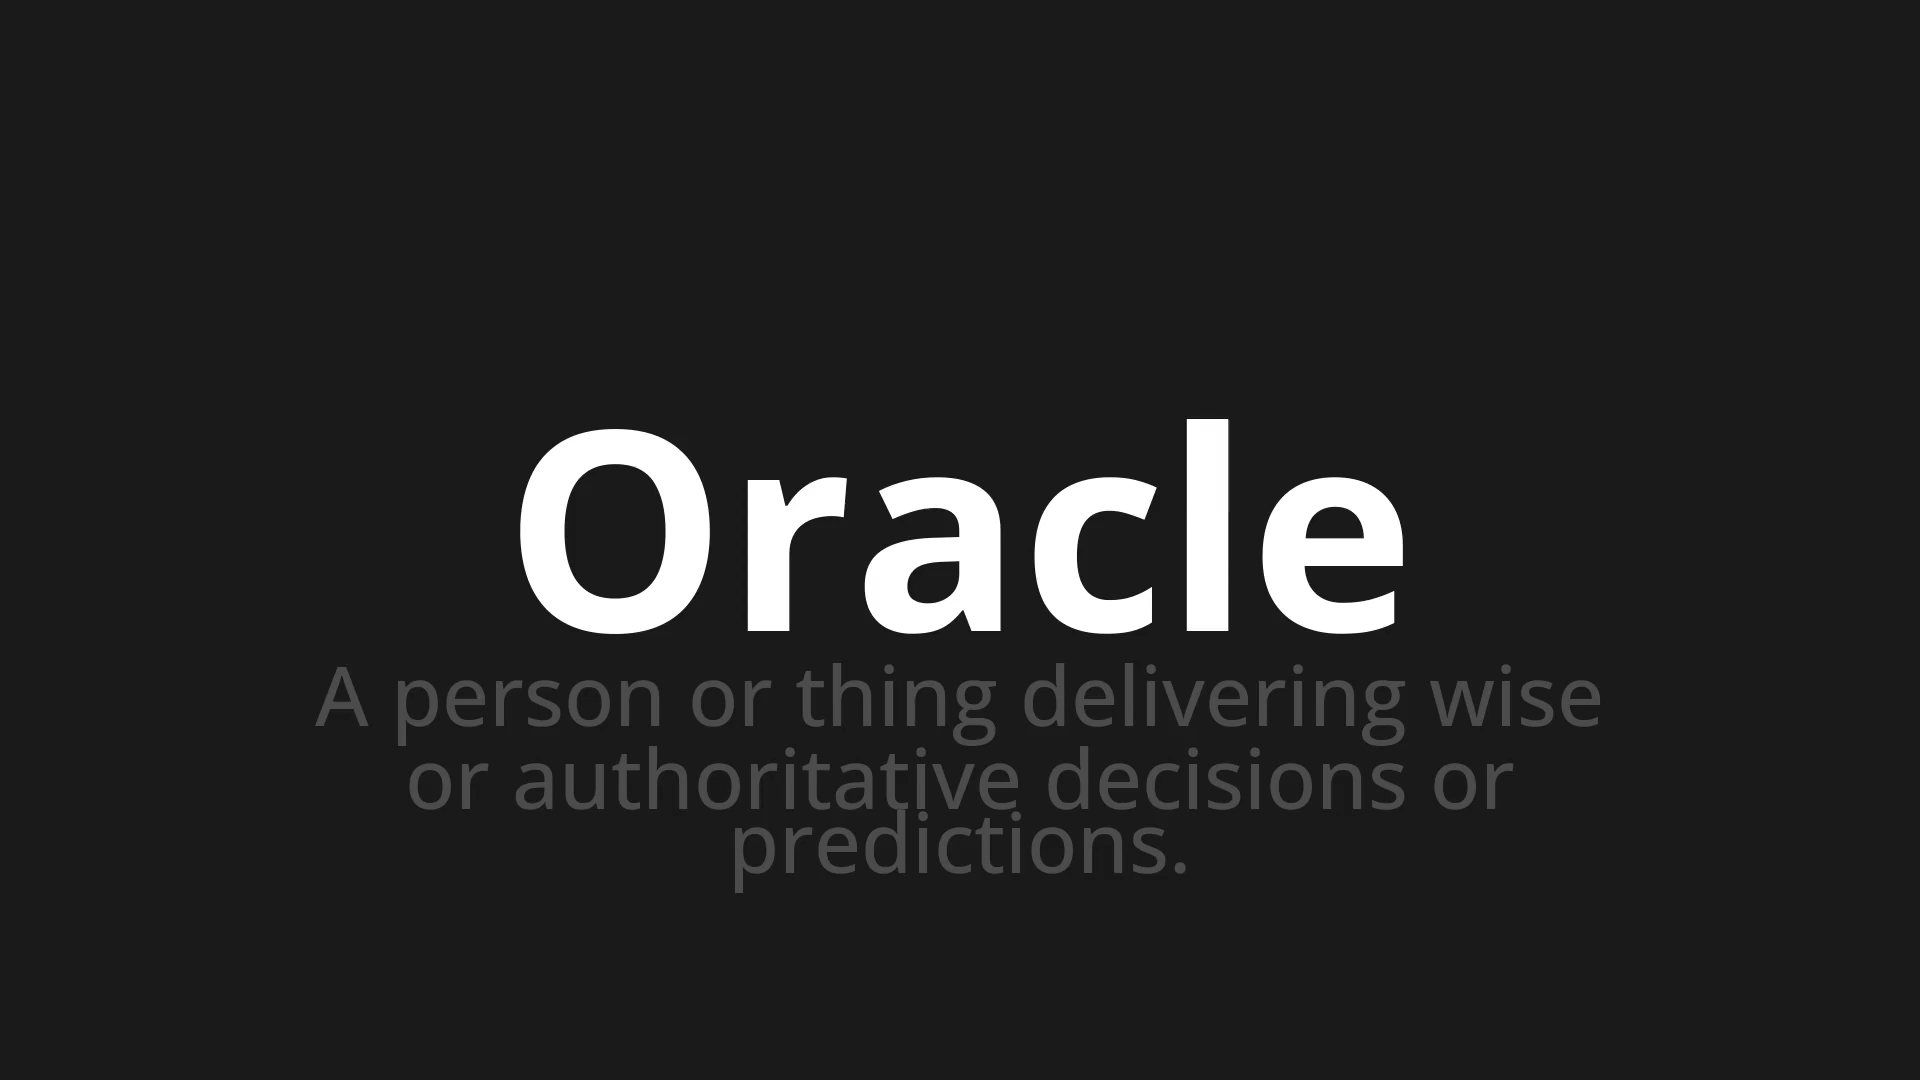 Oracle
A person or thing delivering wise
or authoritative decisions or
predictions.